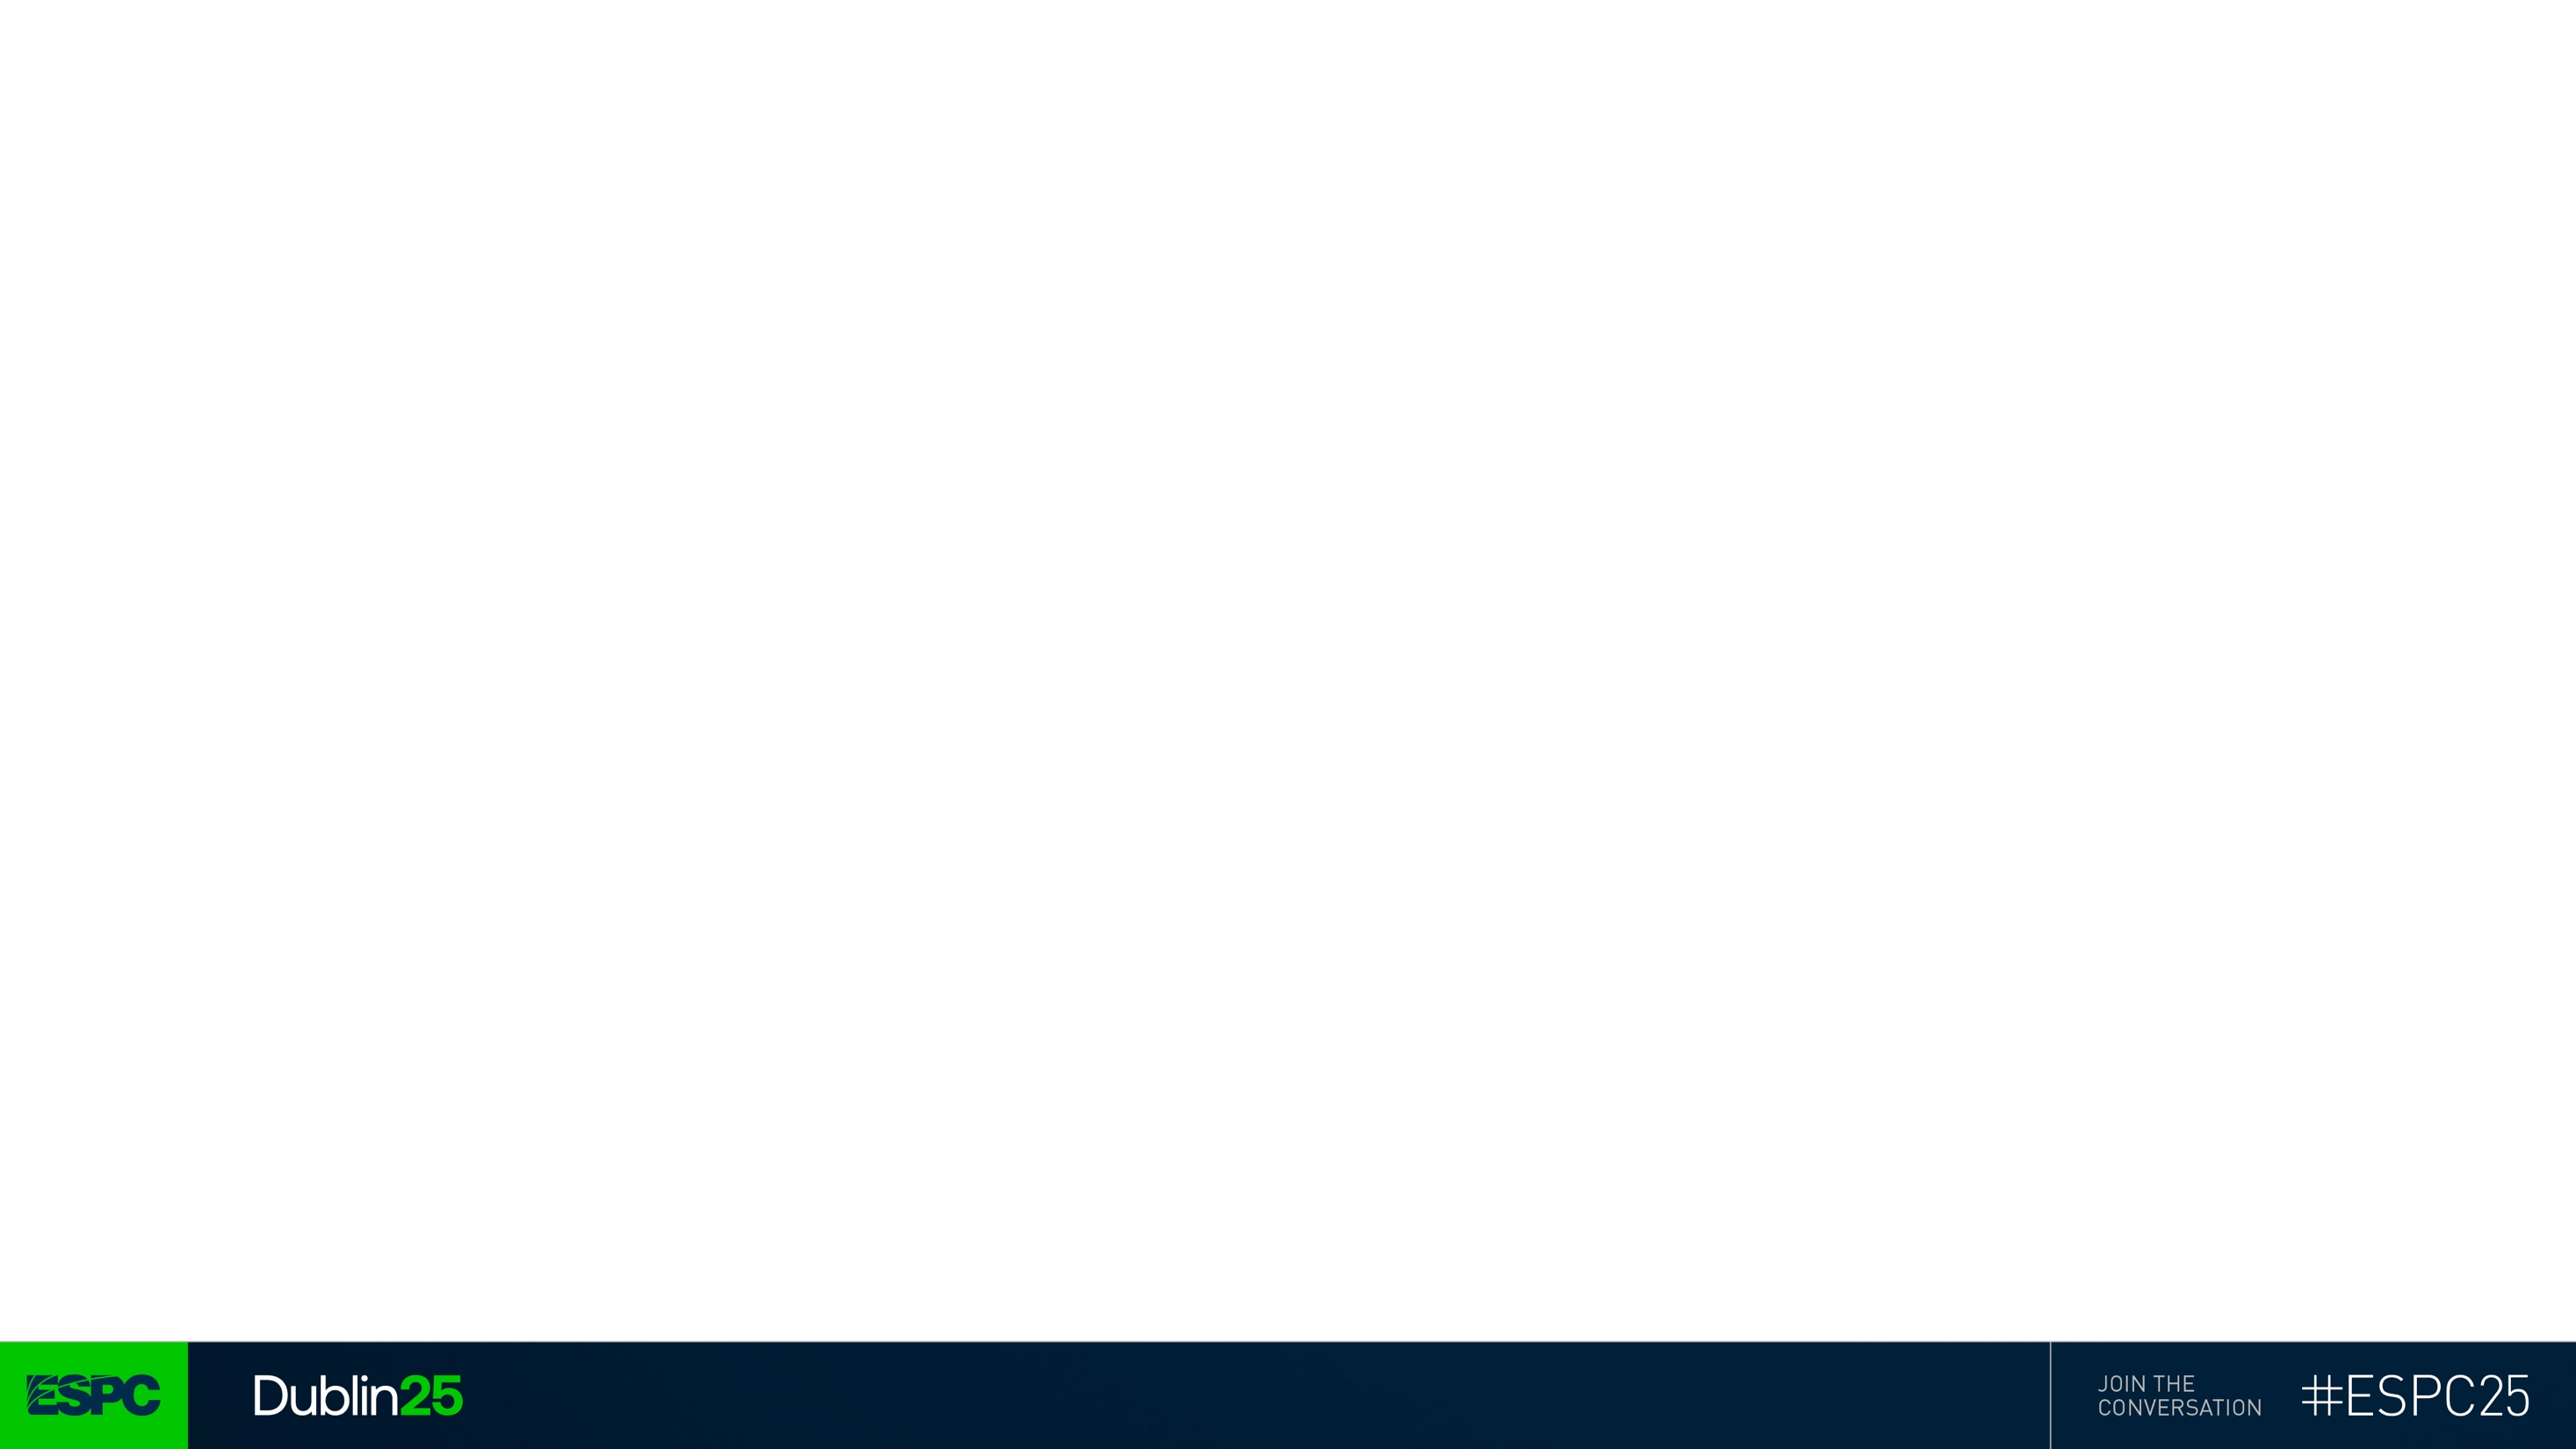 ESPC
Dublin25
JOIN THE
CONVERSATION
#ESPC25